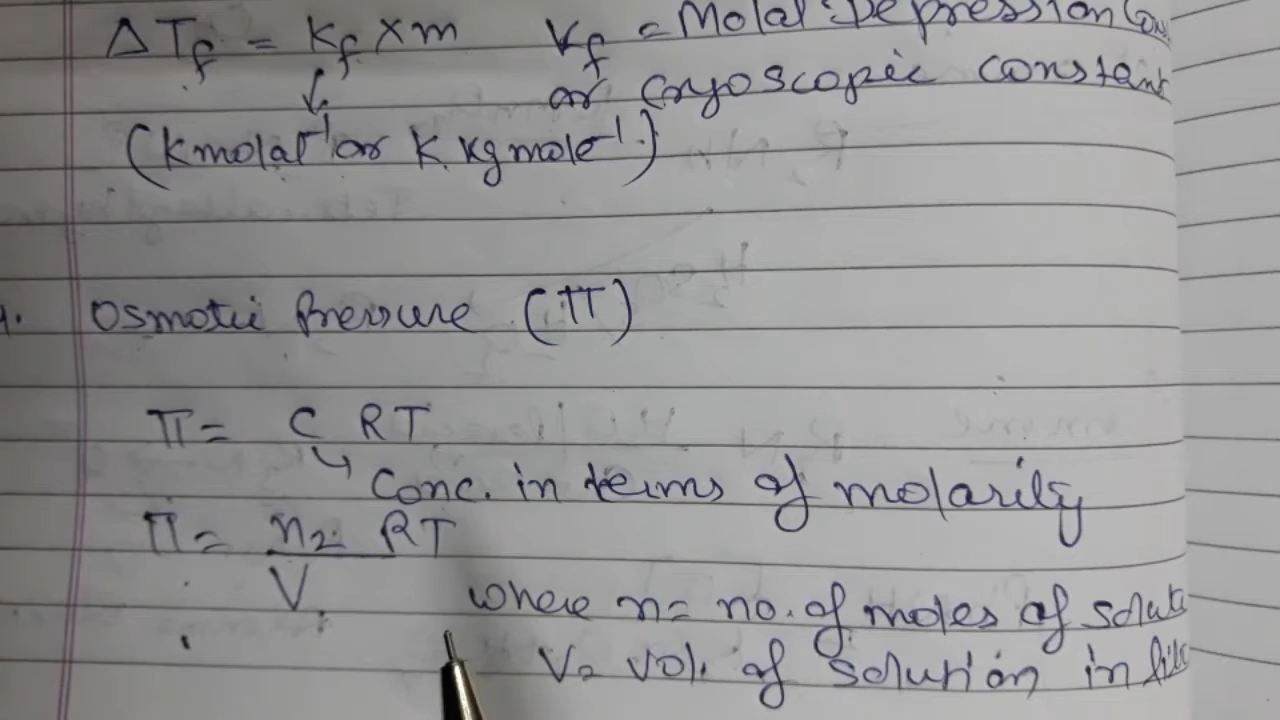 ΔTf = Kf × m Kf = Molal Depression
or Cryoscopic constant
(K molal⁻¹ or K. kg mole⁻¹)
4. Osmotic Pressure (π)
π = C RT
↳ Conc. in terms of molarity
π = n₂ RT
V where n = no. of moles of solute
V = vol. of solution in